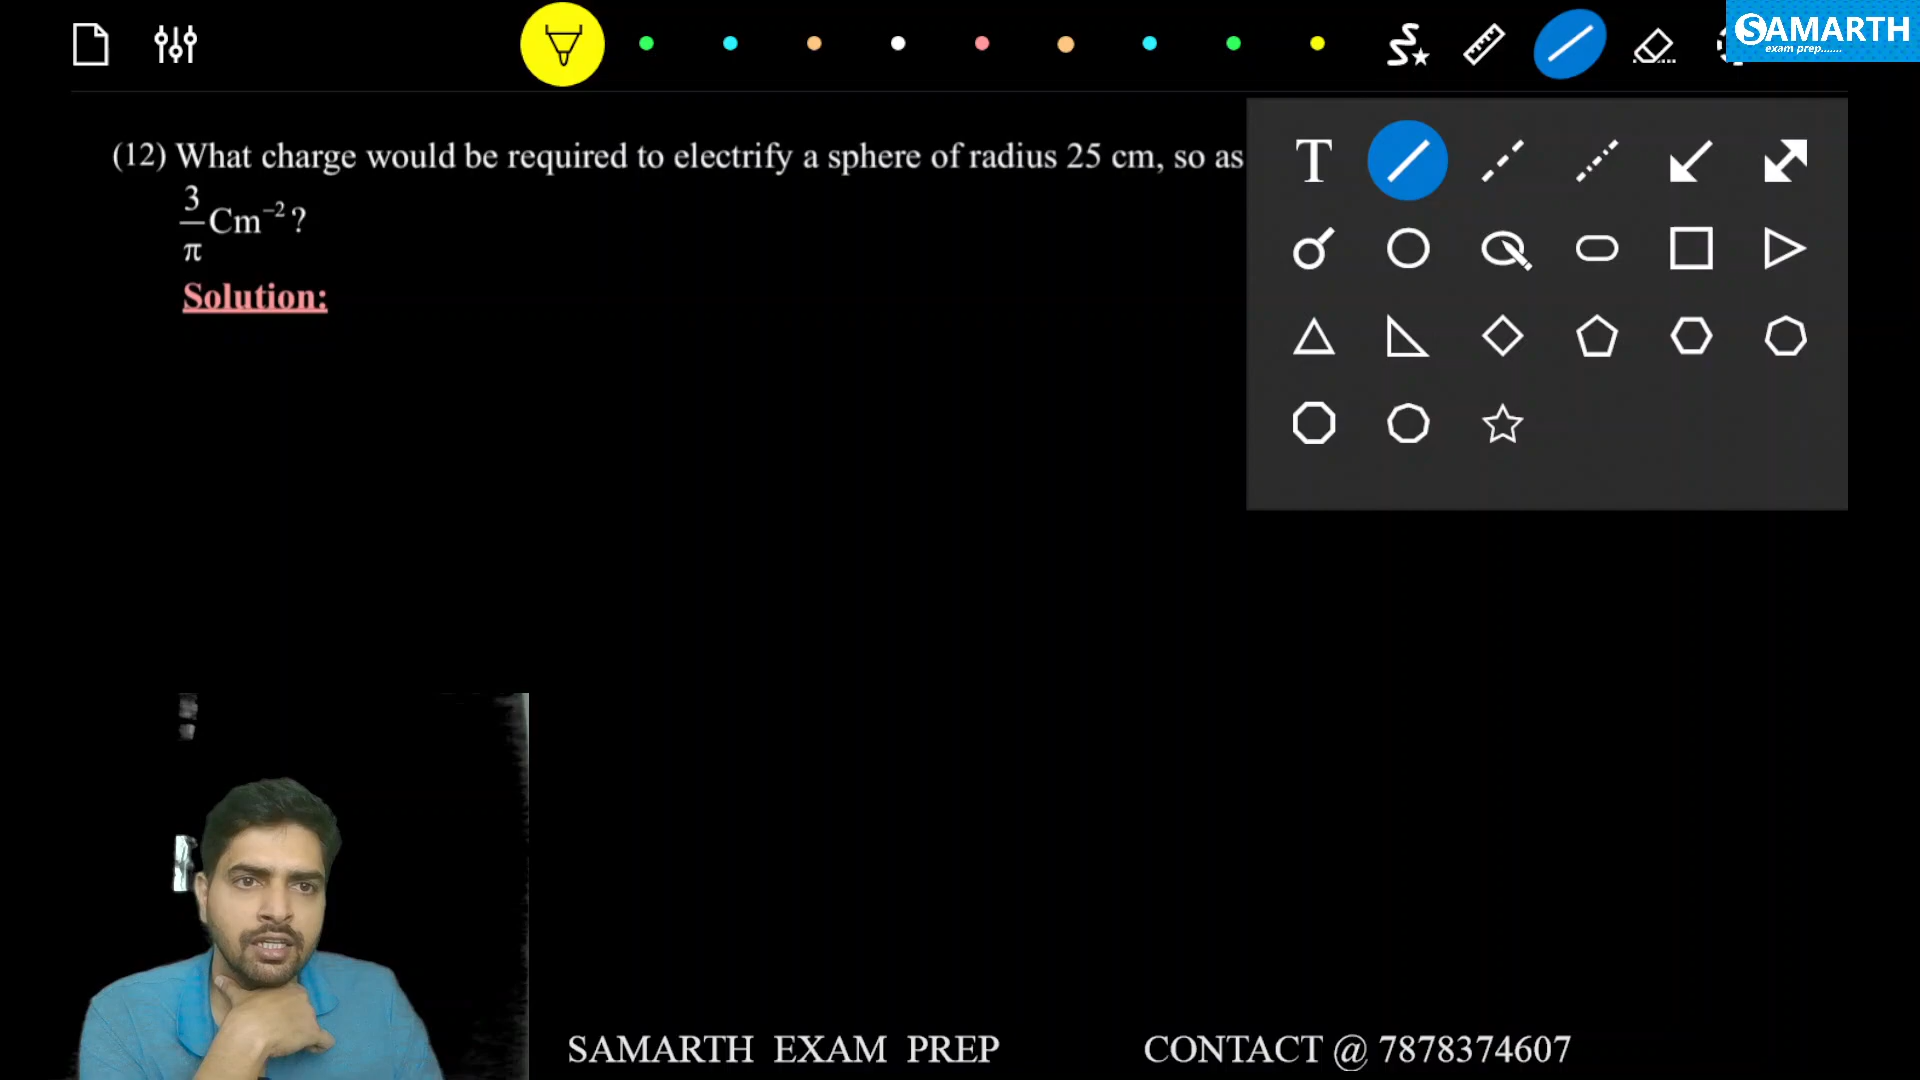 SAMARTH
exam prep.......
(12) What charge would be required to electrify a sphere of radius 25 cm, so as
3/π Cm⁻² ?
Solution:
T
SAMARTH EXAM PREP CONTACT @ 7878374607